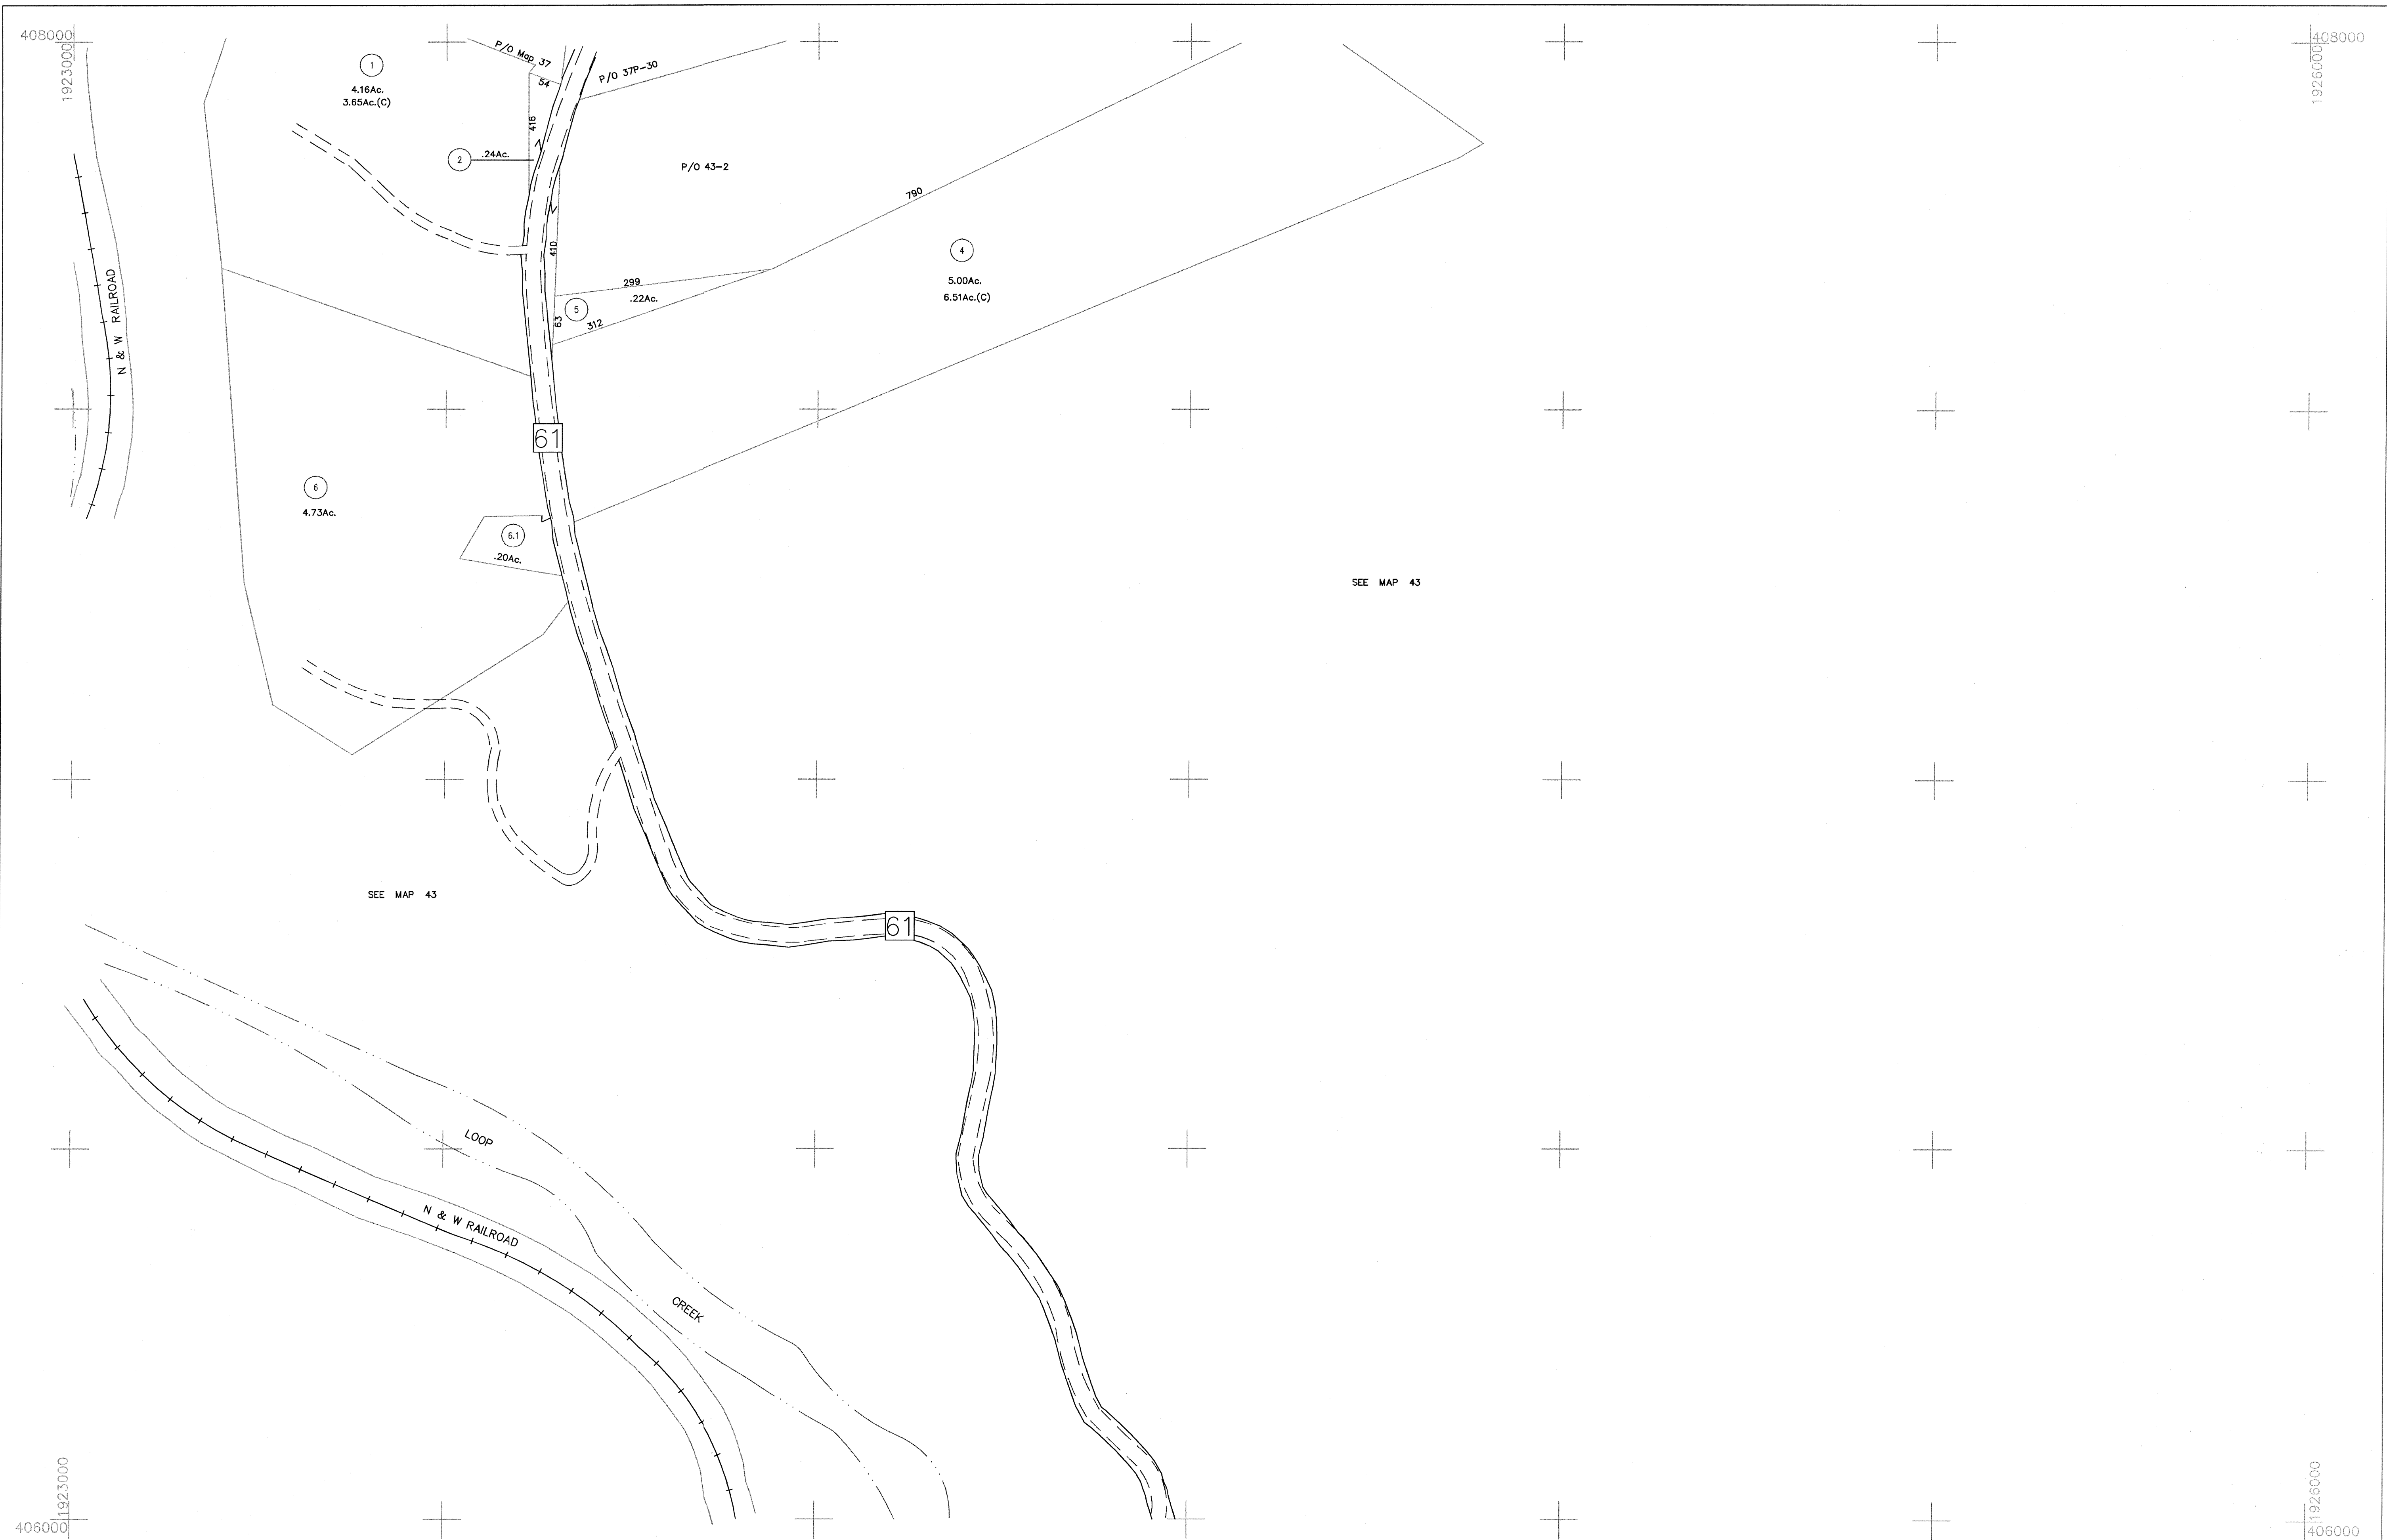 408000
1923000
P/O Map 37
54
P/O 37P-30
408000
1926000
1
4.16Ac.
3.65Ac.(C)
416
2
.24Ac.
P/O 43-2
790
410
4
5.00Ac.
6.51Ac.(C)
299
.22Ac.
5
63
312
N & W RAILROAD
61
6
4.73Ac.
6.1
.20Ac.
SEE MAP 43
SEE MAP 43
61
LOOP
N & W RAILROAD
CREEK
1923000
406000
1926000
406000